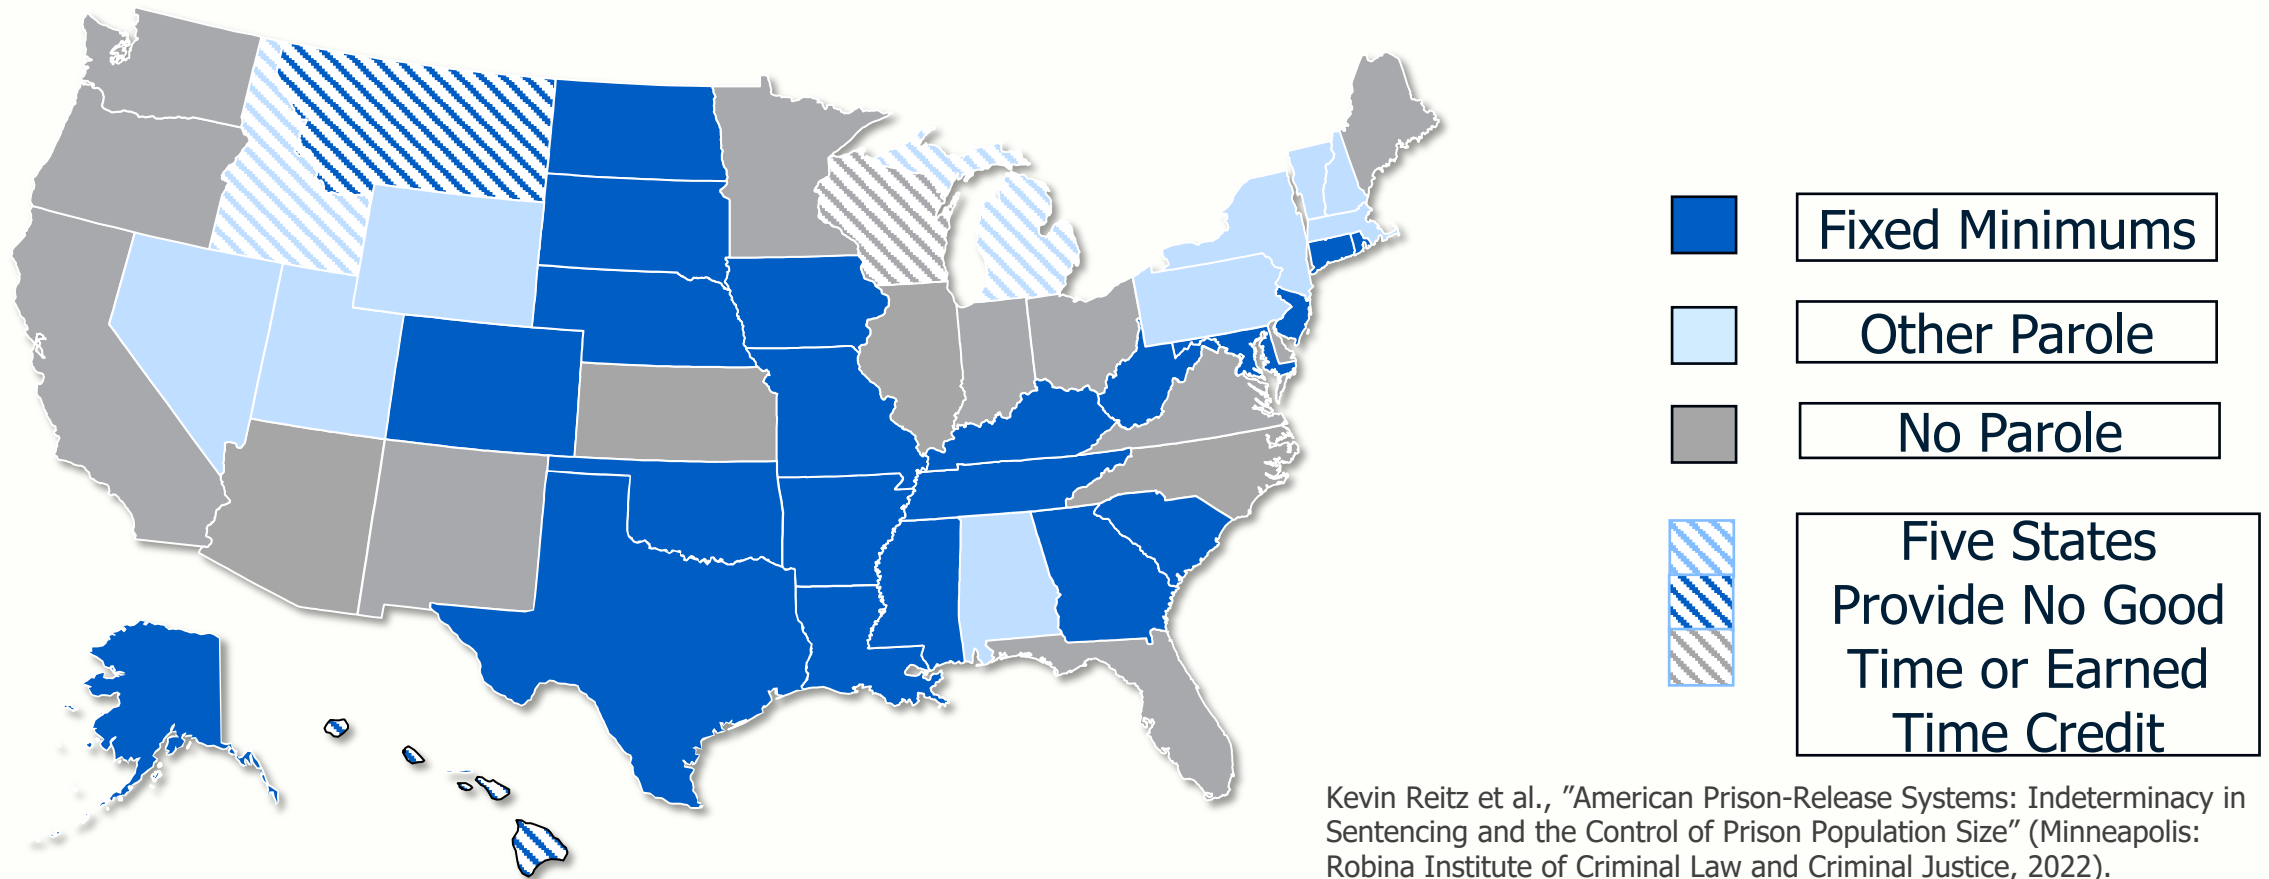 Fixed Minimums
Other Parole
No Parole
Five States
Provide No Good
Time or Earned
Time Credit
Kevin Reitz et al., ”American Prison-Release Systems: Indeterminacy in
Sentencing and the Control of Prison Population Size” (Minneapolis:
Robina Institute of Criminal Law and Criminal Justice, 2022).